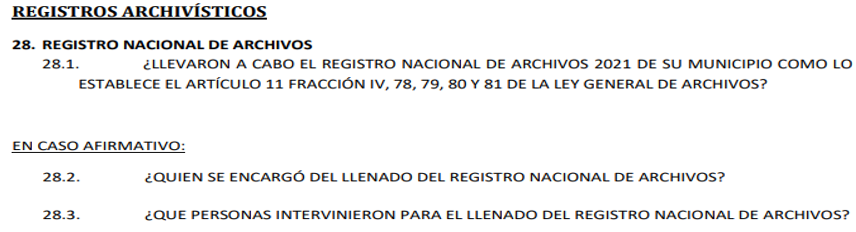 REGISTROS ARCHIVÍSTICOS
28. REGISTRO NACIONAL DE ARCHIVOS
28.1. ¿LLEVARON A CABO EL REGISTRO NACIONAL DE ARCHIVOS 2021 DE SU MUNICIPIO COMO LO
ESTABLECE EL ARTÍCULO 11 FRACCIÓN IV, 78, 79, 80 Y 81 DE LA LEY GENERAL DE ARCHIVOS?
EN CASO AFIRMATIVO:
28.2. ¿QUIEN SE ENCARGÓ DEL LLENADO DEL REGISTRO NACIONAL DE ARCHIVOS?
28.3. ¿QUE PERSONAS INTERVINIERON PARA EL LLENADO DEL REGISTRO NACIONAL DE ARCHIVOS?